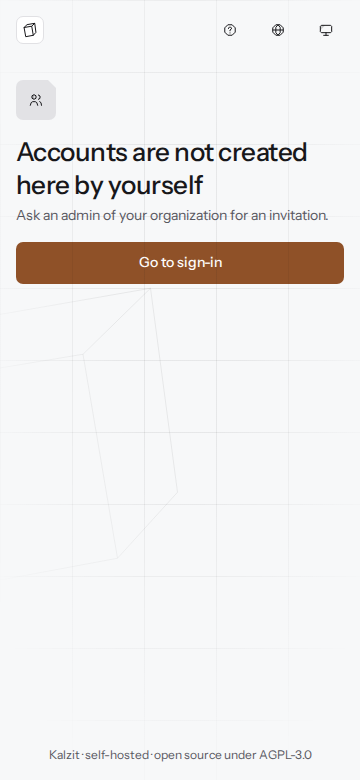 Accounts are not created
here by yourself
Ask an admin of your organization for an invitation.
Go to sign-in
Kalzit · self-hosted · open source under AGPL-3.0